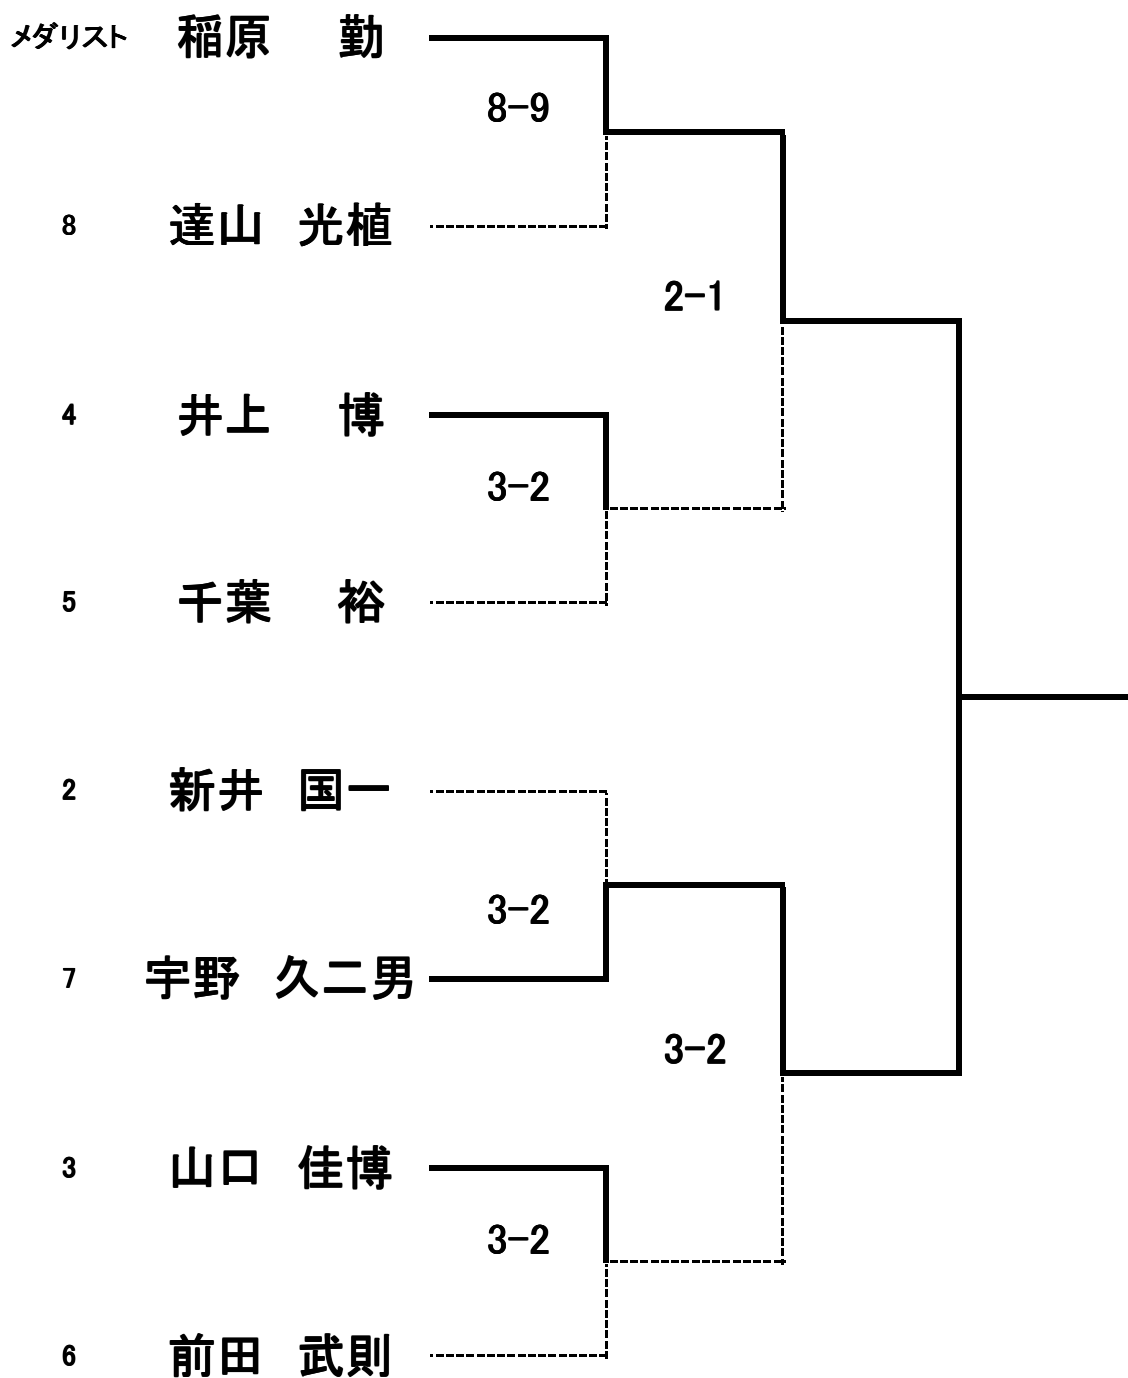 メダリスト 稲原 勤
8-9
8 達山 光植
2-1
4 井上 博
3-2
5 千葉 裕
2 新井 国一
3-2
7 宇野 久二男
3-2
3 山口 佳博
3-2
6 前田 武則